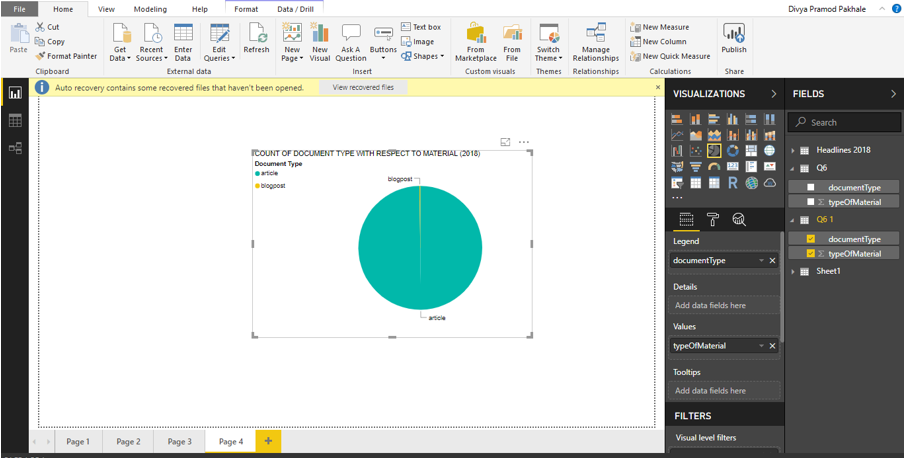 File Home View Modeling Help Format Data / Drill Divya Pramod Pakhale
Paste Cut Copy Format Painter
Get Data Recent Sources Enter Data Edit Queries Refresh
New Page New Visual Ask A Question Buttons Text box Image Shapes
From Marketplace From File Switch Theme Manage Relationships
New Measure New Column New Quick Measure Publish
Clipboard External data Insert Custom visuals Themes Relationships Calculations Share
Auto recovery contains some recovered files that haven't been opened. View recovered files
COUNT OF DOCUMENT TYPE WITH RESPECT TO MATERIAL (2018)
Document Type
article
blogpost
blogpost
article
VISUALIZATIONS
R
Legend
documentType
Details
Add data fields here
Values
typeOfMaterial
Tooltips
Add data fields here
FILTERS
Visual level filters
FIELDS
Search
Headlines 2018
Q6
documentType
Σ typeOfMaterial
Q6 1
documentType
Σ typeOfMaterial
Sheet1
Page 1 Page 2 Page 3 Page 4 +